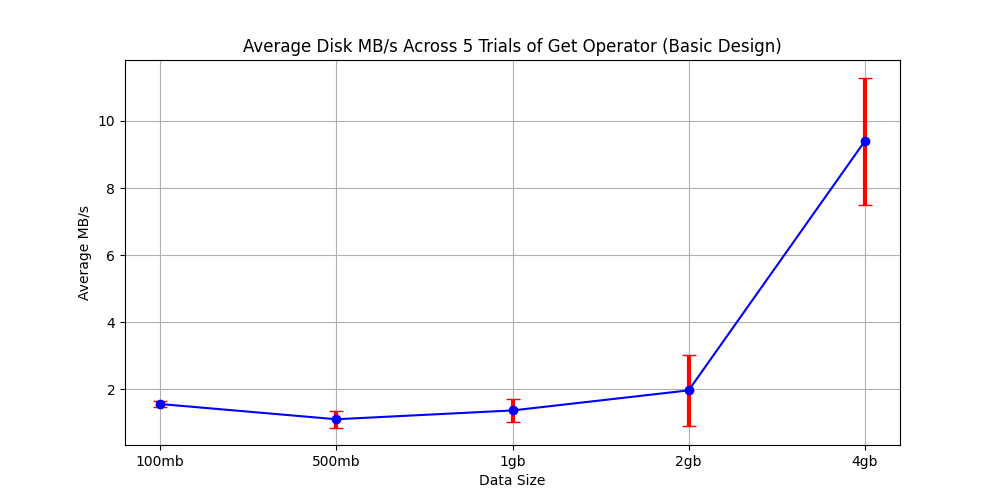 Average Disk MB/s Across 5 Trials of Get Operator (Basic Design)
10
8
6
4
2
Average MB/s
100mb
500mb
1gb
2gb
4gb
Data Size